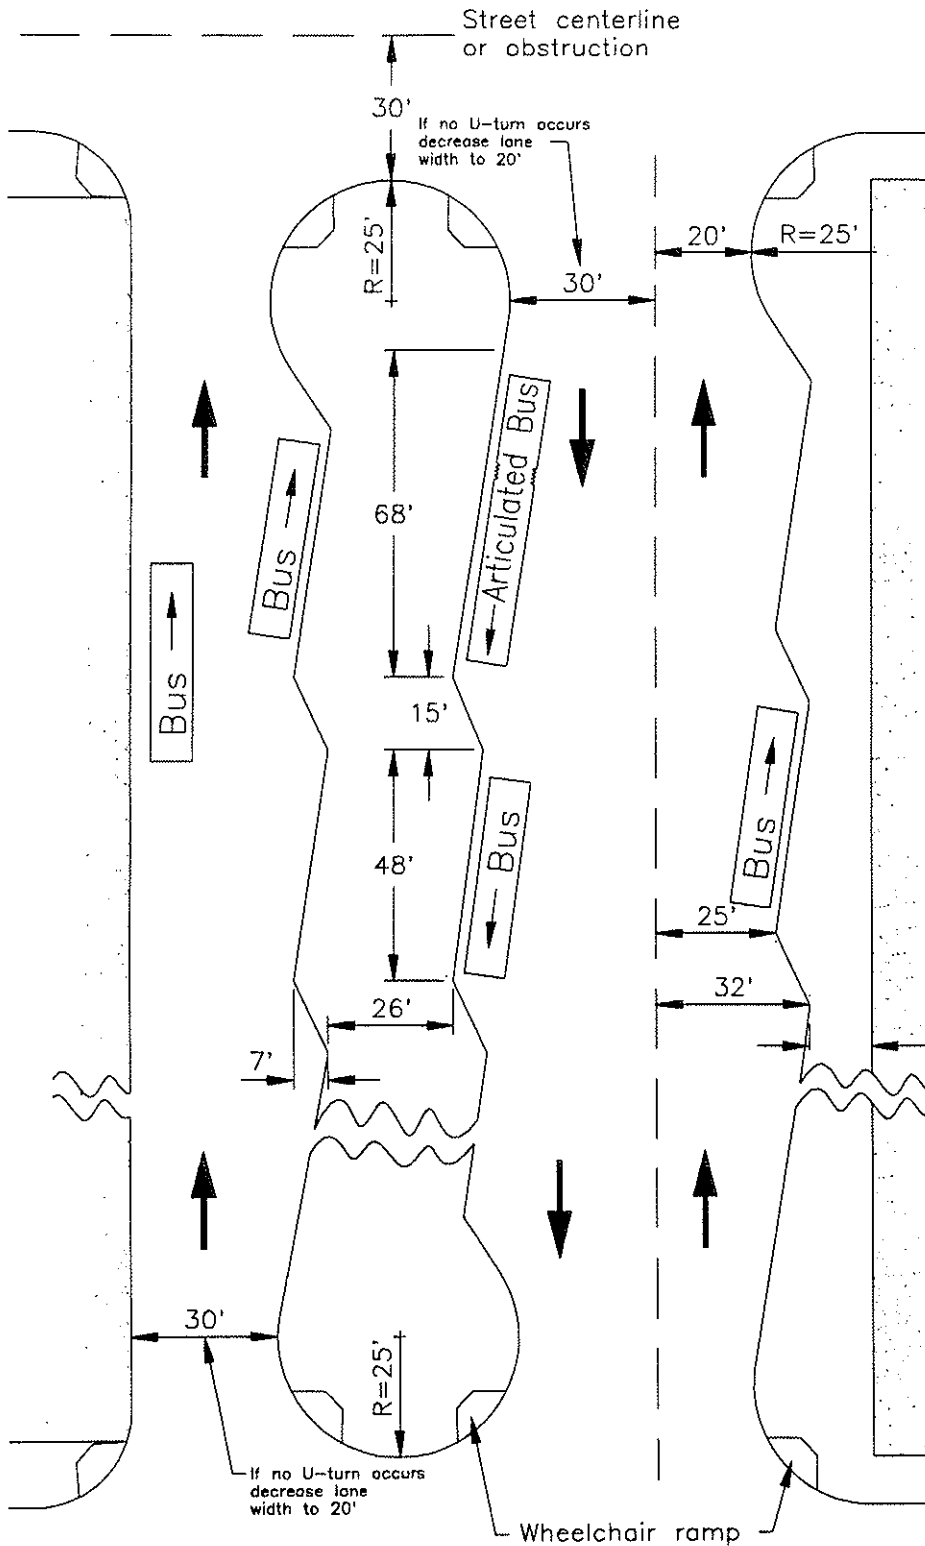 Street centerline
or obstruction
30'
If no U-turn occurs
decrease lane
width to 20'
R=25'
30'
20'
R=25'
Articulated Bus
Bus
68'
Bus
15'
Bus
48'
Bus
25'
32'
26'
7'
30'
R=25'
If no U-turn occurs
decrease lane
width to 20'
Wheelchair ramp